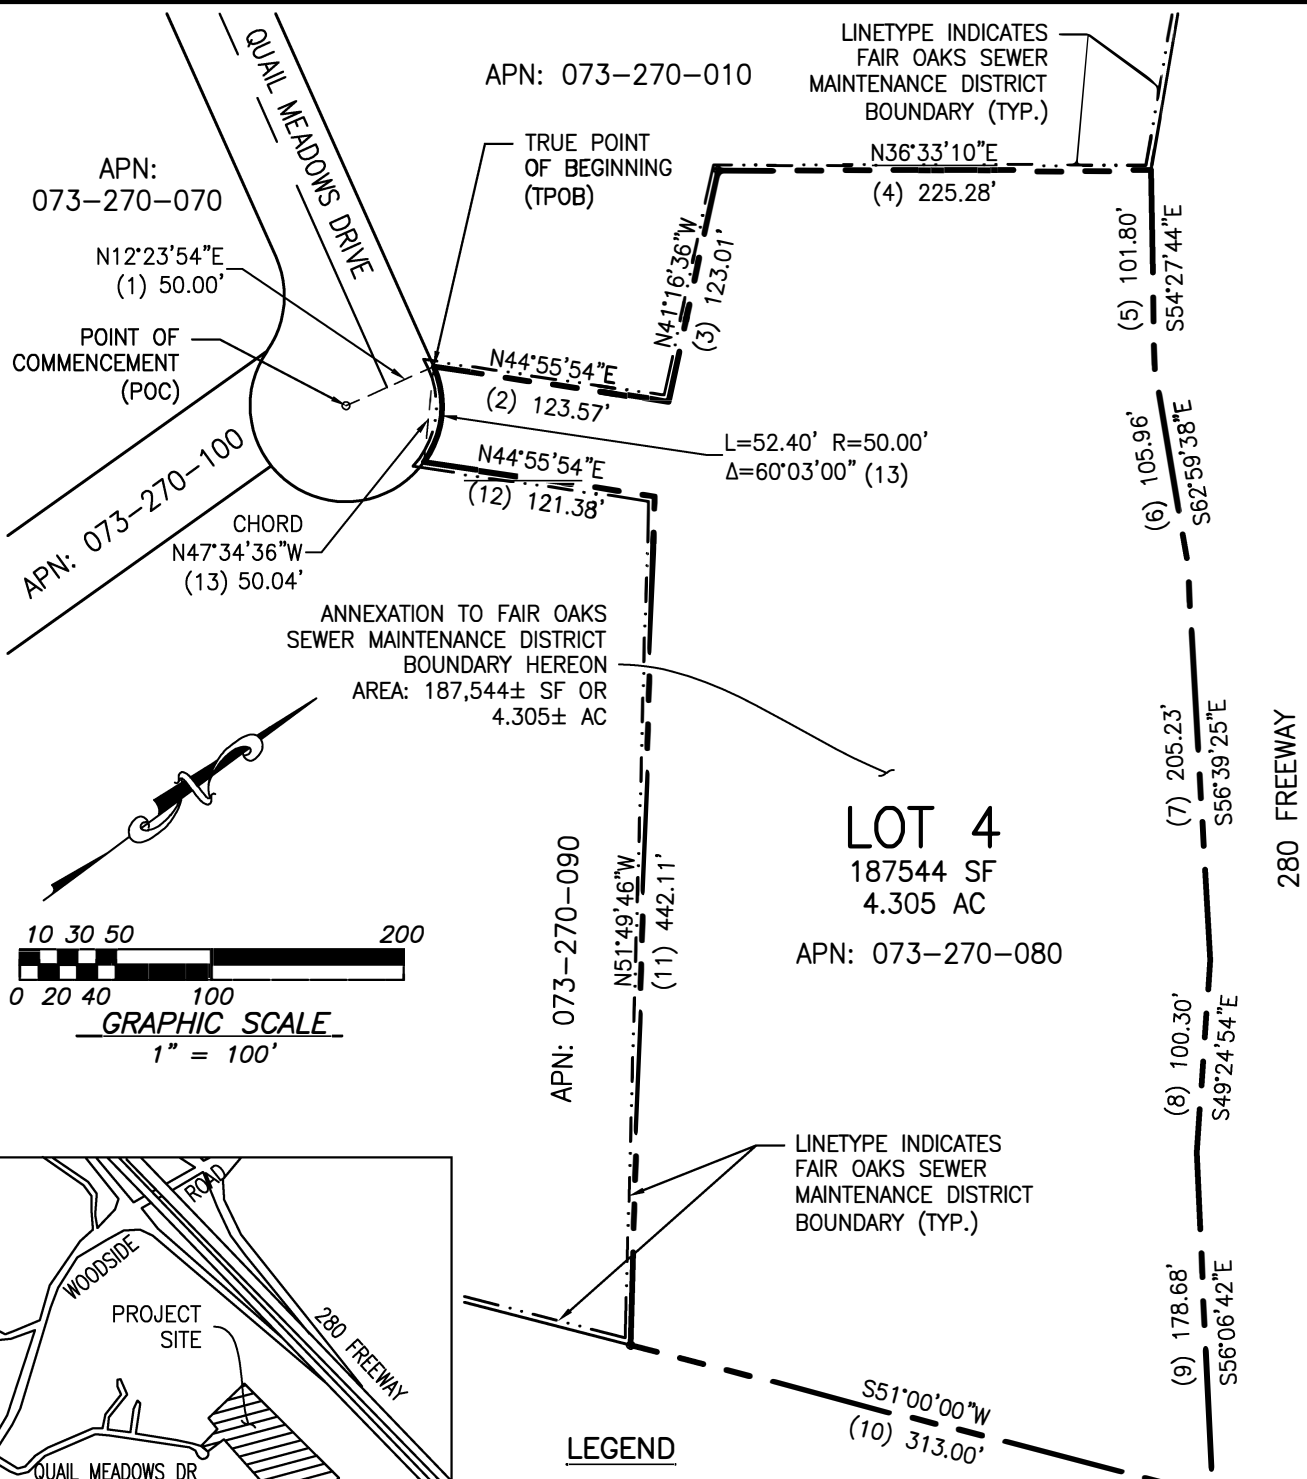 LINETYPE INDICATES
FAIR OAKS SEWER
MAINTENANCE DISTRICT
BOUNDARY (TYP.)
QUAIL MEADOWS DRIVE
APN: 073-270-010
TRUE POINT
OF BEGINNING
(TPOB)
N36°33'10"E
(4) 225.28'
APN:
073-270-070
N12°23'54"E
(1) 50.00'
POINT OF
COMMENCEMENT
(POC)
N41°16'36"W
(3) 123.01'
(5) 101.80'
S54°27'44"E
N44°55'54"E
(2) 123.57'
L=52.40' R=50.00'
Δ=60°03'00" (13)
N44°55'54"E
(12) 121.38'
(6) 105.96'
S62°59'38"E
APN: 073-270-100
CHORD
N47°34'36"W
(13) 50.04'
ANNEXATION TO FAIR OAKS
SEWER MAINTENANCE DISTRICT
BOUNDARY HEREON
AREA: 187,544± SF OR
4.305± AC
(7) 205.23'
S56°39'25"E
280 FREEWAY
LOT 4
187544 SF
4.305 AC
APN: 073-270-080
APN: 073-270-090
N51°49'46"W
(11) 442.11'
10 30 50 200
0 20 40 100
GRAPHIC SCALE
1" = 100'
(8) 100.30'
S49°24'54"E
LINETYPE INDICATES
FAIR OAKS SEWER
MAINTENANCE DISTRICT
BOUNDARY (TYP.)
ROAD
WOODSIDE
PROJECT
SITE
280 FREEWAY
QUAIL MEADOWS DR
(9) 178.68'
S56°06'42"E
S51°00'00"W
(10) 313.00'
LEGEND